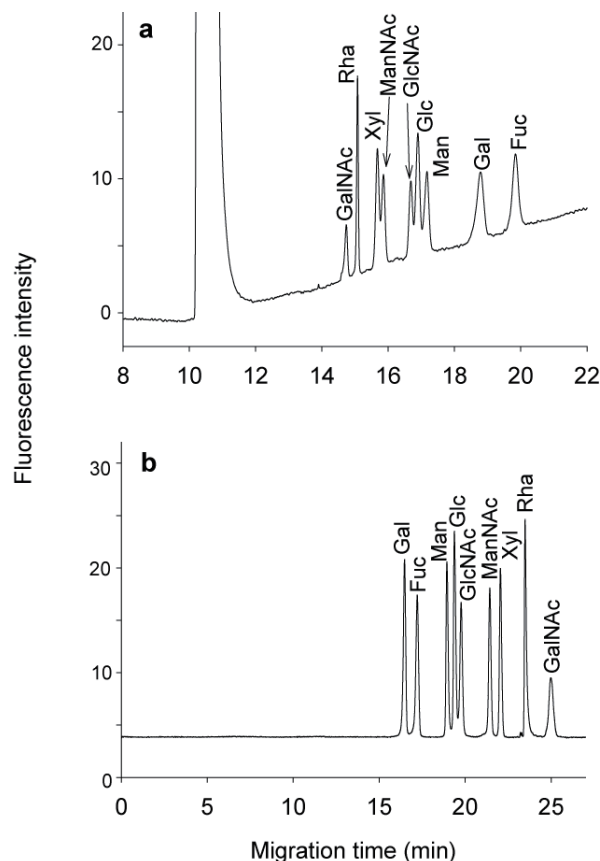 a
20
10
0
GalNAc
Rha
Xyl
ManNAc
GlcNAc
Glc
Man
Gal
Fuc
8 10 12 14 16 18 20 22
Fluorescence intensity
b
30
20
10
0
Gal
Fuc
Man
Glc
GlcNAc
ManNAc
Xyl
Rha
GalNAc
0 5 10 15 20 25
Migration time (min)